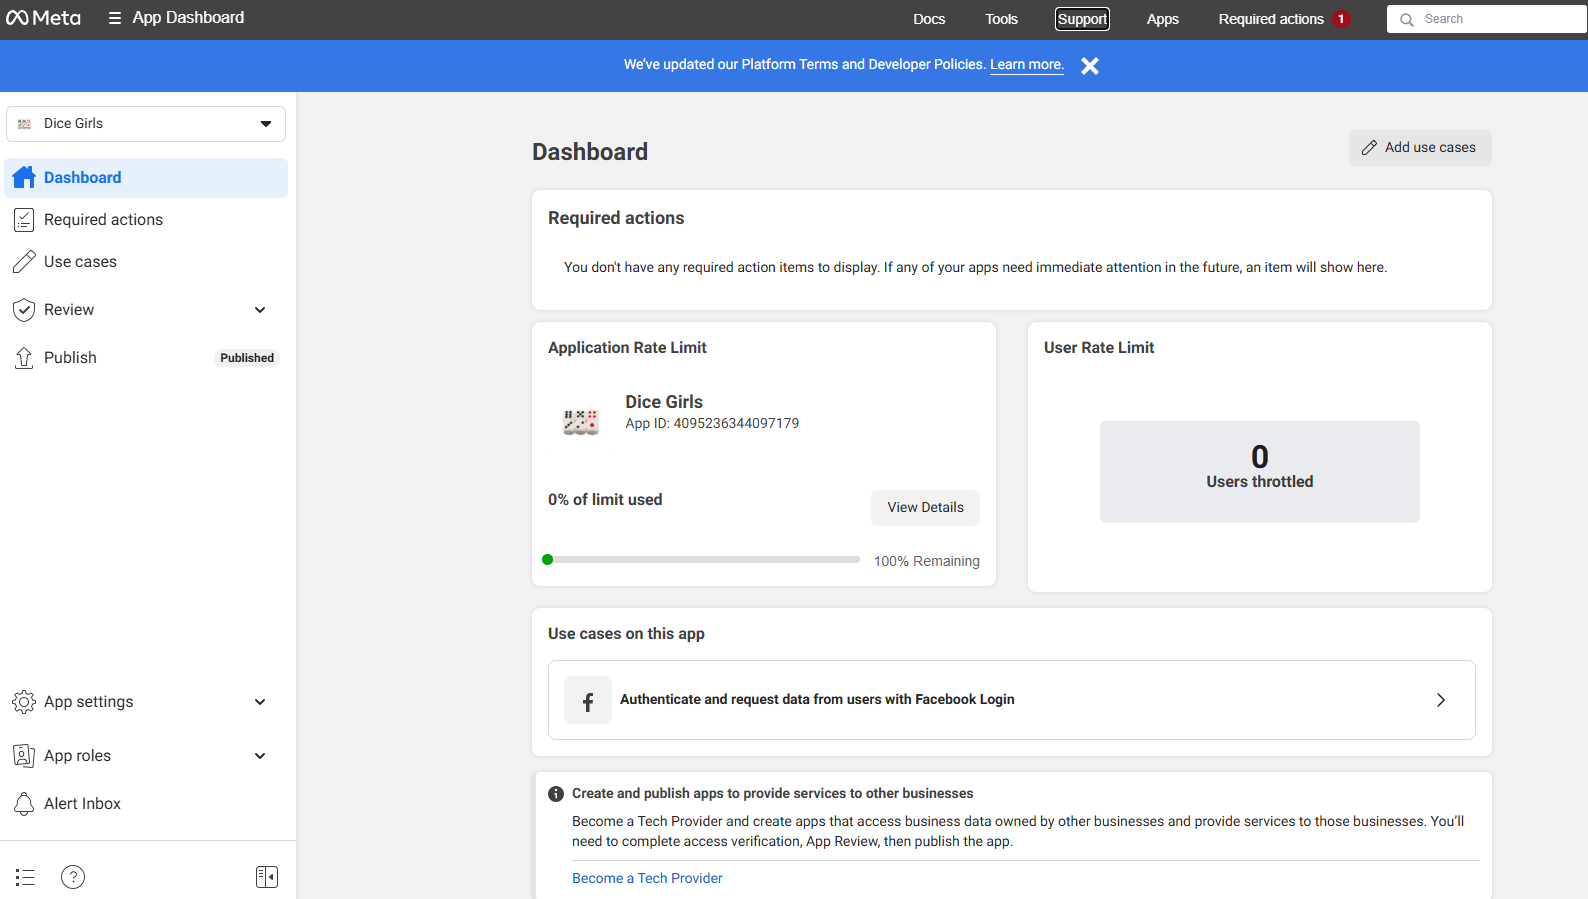 Meta
App Dashboard
Docs
Tools
Support
Apps
Required actions 1
Search
We've updated our Platform Terms and Developer Policies. Learn more.
Dice Girls
Dashboard
Required actions
Use cases
Review
Publish
Published
App settings
App roles
Alert Inbox
?
Dashboard
Add use cases
Required actions
You don't have any required action items to display. If any of your apps need immediate attention in the future, an item will show here.
Application Rate Limit
Dice Girls
App ID: 4095236344097179
0% of limit used
View Details
100% Remaining
User Rate Limit
0
Users throttled
Use cases on this app
Authenticate and request data from users with Facebook Login
Create and publish apps to provide services to other businesses
Become a Tech Provider and create apps that access business data owned by other businesses and provide services to those businesses. You’ll
need to complete access verification, App Review, then publish the app.
Become a Tech Provider